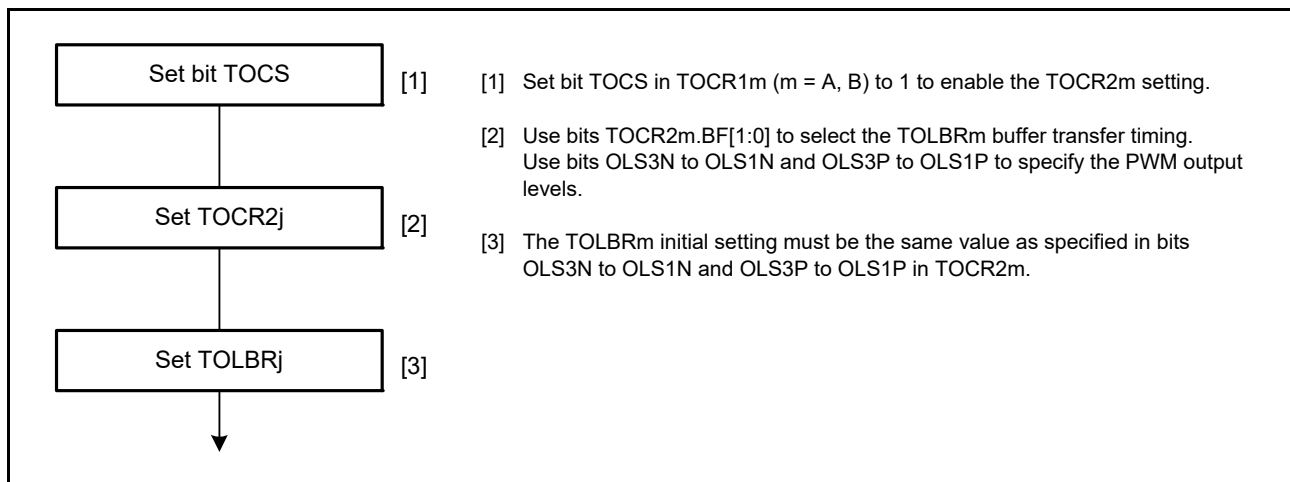 Set bit TOCS
[1]
[1] Set bit TOCS in TOCR1m (m = A, B) to 1 to enable the TOCR2m setting.
[2] Use bits TOCR2m.BF[1:0] to select the TOLBRm buffer transfer timing.
Use bits OLS3N to OLS1N and OLS3P to OLS1P to specify the PWM output
levels.
Set TOCR2j
[2]
[3] The TOLBRm initial setting must be the same value as specified in bits
OLS3N to OLS1N and OLS3P to OLS1P in TOCR2m.
Set TOLBRj
[3]